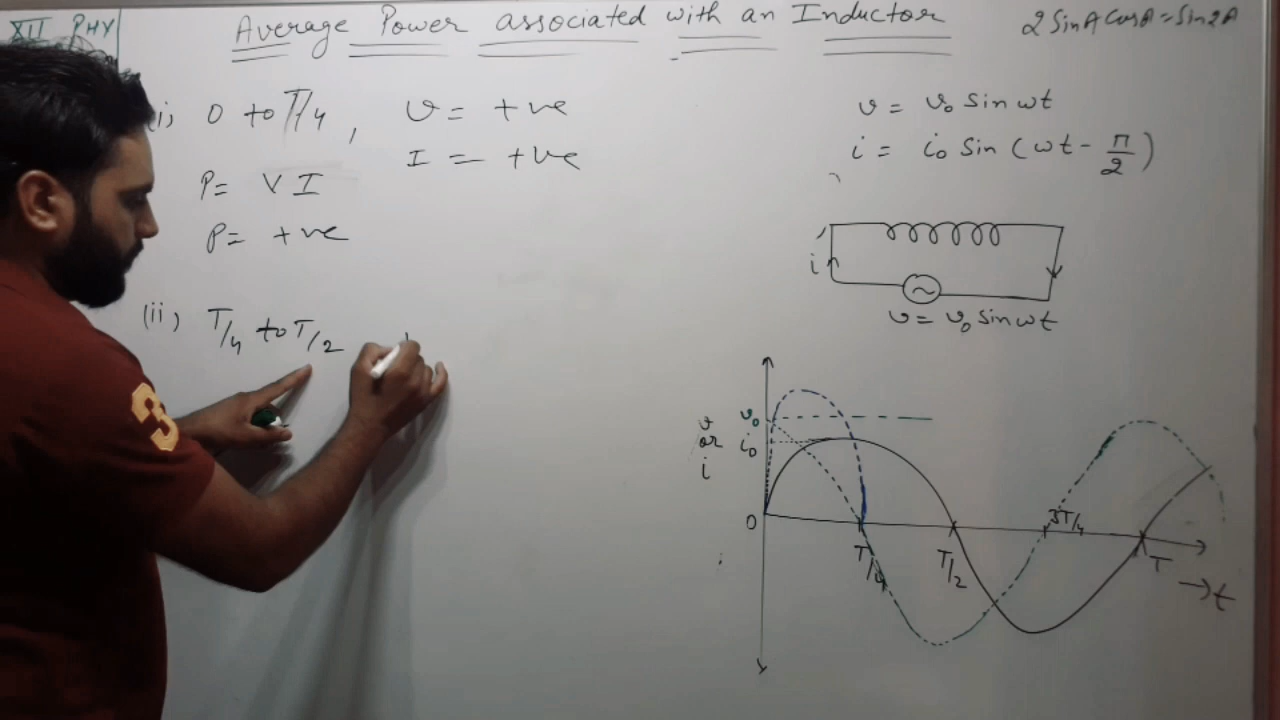 XII PHY
Average Power associated with an Inductor
2 SinA CosA = Sin2A
(i) 0 to T/4, v = +ve
I = +ve
P = VI
P = +ve
(ii) T/4 to T/2
v = v₀ sin ωt
i = i₀ sin (ωt - π/2)
i
v = v₀ sin ωt
v or i
v₀
i₀
0
T/4
T/2
3T/4
T
→ t
3